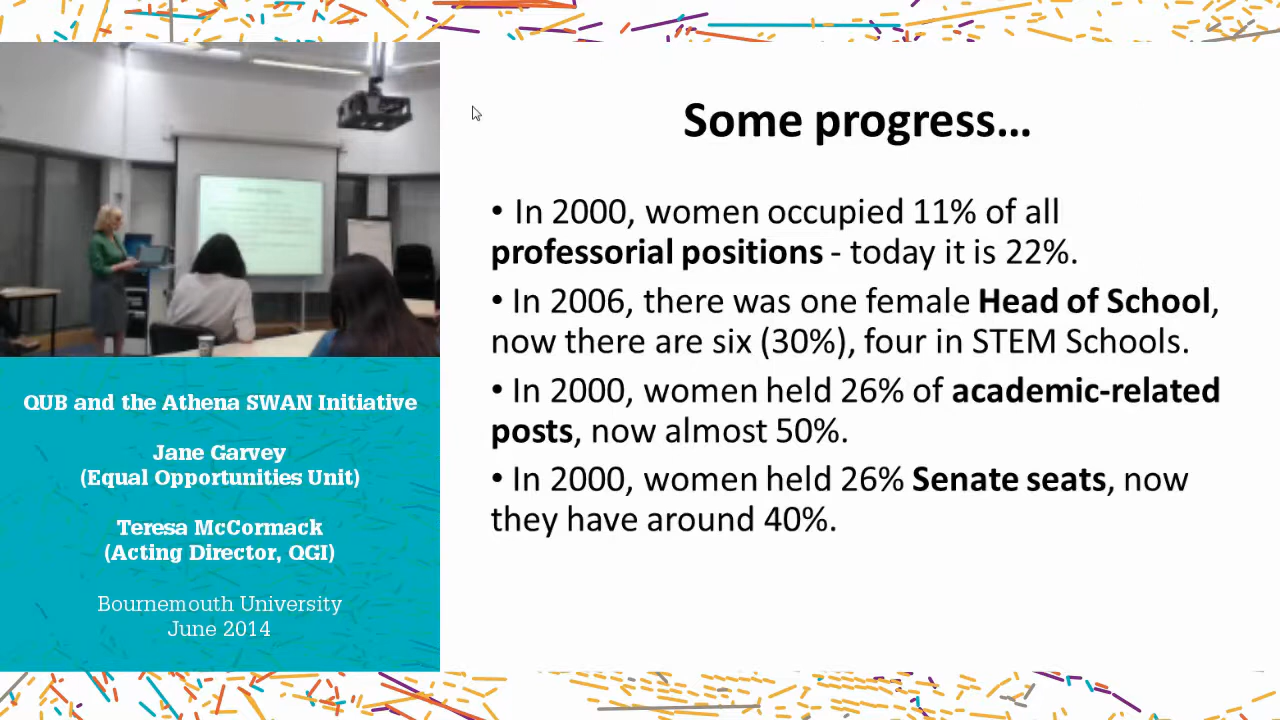 Some progress...
• In 2000, women occupied 11% of all
professorial positions - today it is 22%.
• In 2006, there was one female Head of School,
now there are six (30%), four in STEM Schools.
• In 2000, women held 26% of academic-related
posts, now almost 50%.
• In 2000, women held 26% Senate seats, now
they have around 40%.
QUB and the Athena SWAN Initiative
Jane Garvey
(Equal Opportunities Unit)
Teresa McCormack
(Acting Director, QGI)
Bournemouth University
June 2014